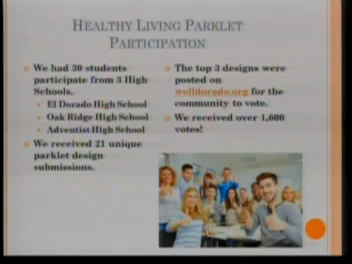 HEALTHY LIVING PARKLET
PARTICIPATION
We had 30 students
participate from 3 High
Schools.
El Dorado High School
Oak Ridge High School
Adventist High School
We received 21 unique
parklet design
submissions.
The top 3 designs were
posted on
welldorado.org for the
community to vote.
We received over 1,600
votes!